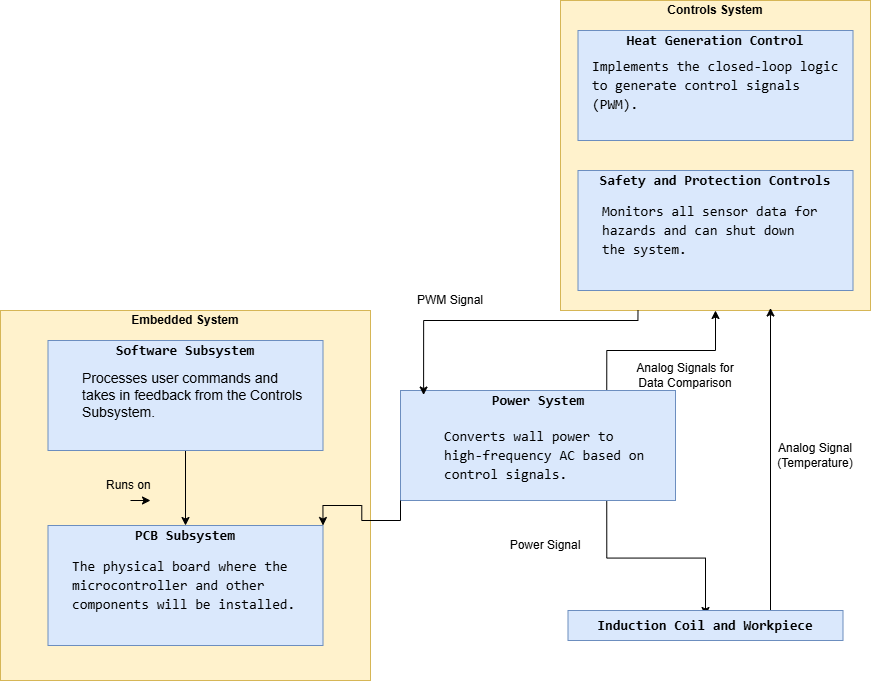 Controls System
Heat Generation Control
Implements the closed-loop logic
to generate control signals
(PWM).
Safety and Protection Controls
Monitors all sensor data for
hazards and can shut down
the system.
PWM Signal
Embedded System
Software Subsystem
Processes user commands and
takes in feedback from the Controls
Subsystem.
Analog Signals for
Data Comparison
Power System
Converts wall power to
high-frequency AC based on
control signals.
Analog Signal
(Temperature)
Runs on
PCB Subsystem
The physical board where the
microcontroller and other
components will be installed.
Power Signal
Induction Coil and Workpiece